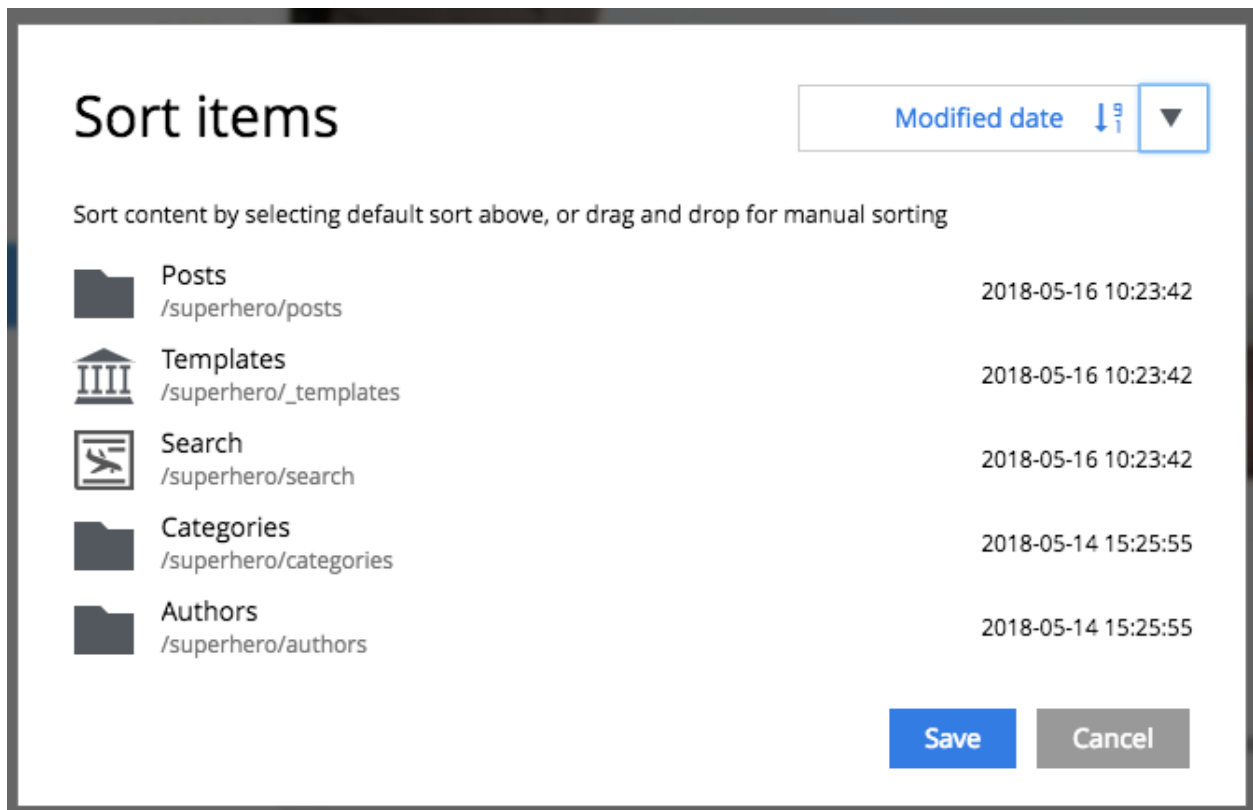 Sort items
Modified date
9
1
Sort content by selecting default sort above, or drag and drop for manual sorting
Posts
/superhero/posts
2018-05-16 10:23:42
Templates
/superhero/_templates
2018-05-16 10:23:42
Search
/superhero/search
2018-05-16 10:23:42
Categories
/superhero/categories
2018-05-14 15:25:55
Authors
/superhero/authors
2018-05-14 15:25:55
Save
Cancel